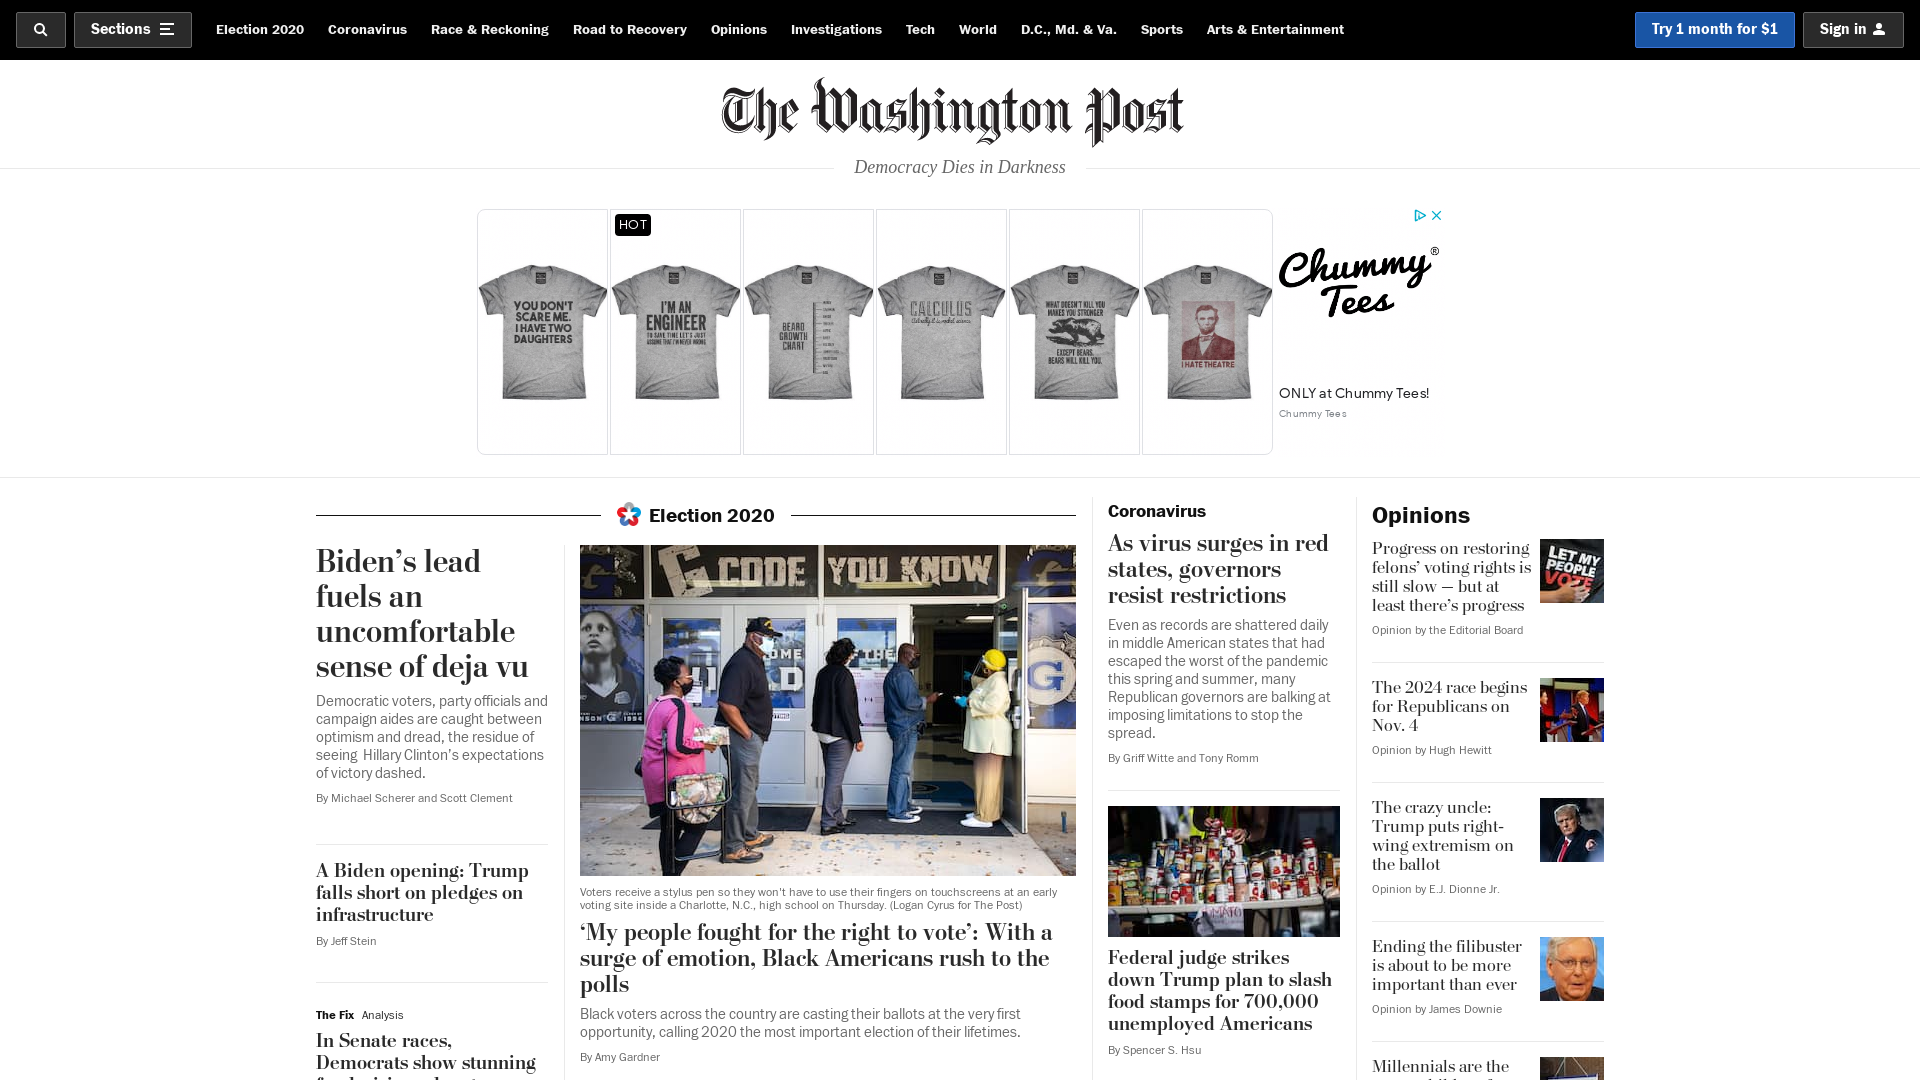 Sections
Election 2020
Coronavirus
Race & Reckoning
Road to Recovery
Opinions
Investigations
Tech
World
D.C., Md. & Va.
Sports
Arts & Entertainment
Try 1 month for $1
Sign in
The Washington Post
Democracy Dies in Darkness
YOU DON'T
SCARE ME.
I HAVE TWO
DAUGHTERS
HOT
I'M AN
ENGINEER
TO SAVE TIME LET'S JUST
ASSUME THAT I'M NEVER WRONG
BEARD
GROWTH
CHART
CALCULUS
WHAT DOESN'T KILL YOU
MAKES YOU STRONGER
EXCEPT BEARS.
BEARS WILL KILL YOU.
I HATE THEATRE
Chummy
Tees
®
ONLY at Chummy Tees!
Chummy Tees
Election 2020
Biden’s lead
fuels an
uncomfortable
sense of deja vu
Democratic voters, party officials and
campaign aides are caught between
optimism and dread, the residue of
seeing Hillary Clinton’s expectations
of victory dashed.
By Michael Scherer and Scott Clement
A Biden opening: Trump
falls short on pledges on
infrastructure
By Jeff Stein
The Fix Analysis
In Senate races,
Democrats show stunning
CODE YOU KNOW
G
Voters receive a stylus pen so they won't have to use their fingers on touchscreens at an early
voting site inside a Charlotte, N.C., high school on Thursday. (Logan Cyrus for The Post)
‘My people fought for the right to vote’: With a
surge of emotion, Black Americans rush to the
polls
Black voters across the country are casting their ballots at the very first
opportunity, calling 2020 the most important election of their lifetimes.
By Amy Gardner
Coronavirus
As virus surges in red
states, governors
resist restrictions
Even as records are shattered daily
in middle American states that had
escaped the worst of the pandemic
this spring and summer, many
Republican governors are balking at
imposing limitations to stop the
spread.
By Griff Witte and Tony Romm
Federal judge strikes
down Trump plan to slash
food stamps for 700,000
unemployed Americans
By Spencer S. Hsu
Opinions
Progress on restoring
felons’ voting rights is
still slow — but at
least there’s progress
Opinion by the Editorial Board
LET MY
PEOPLE
VOTE
The 2024 race begins
for Republicans on
Nov. 4
Opinion by Hugh Hewitt
The crazy uncle:
Trump puts right-
wing extremism on
the ballot
Opinion by E.J. Dionne Jr.
Ending the filibuster
is about to be more
important than ever
Opinion by James Downie
Millennials are the